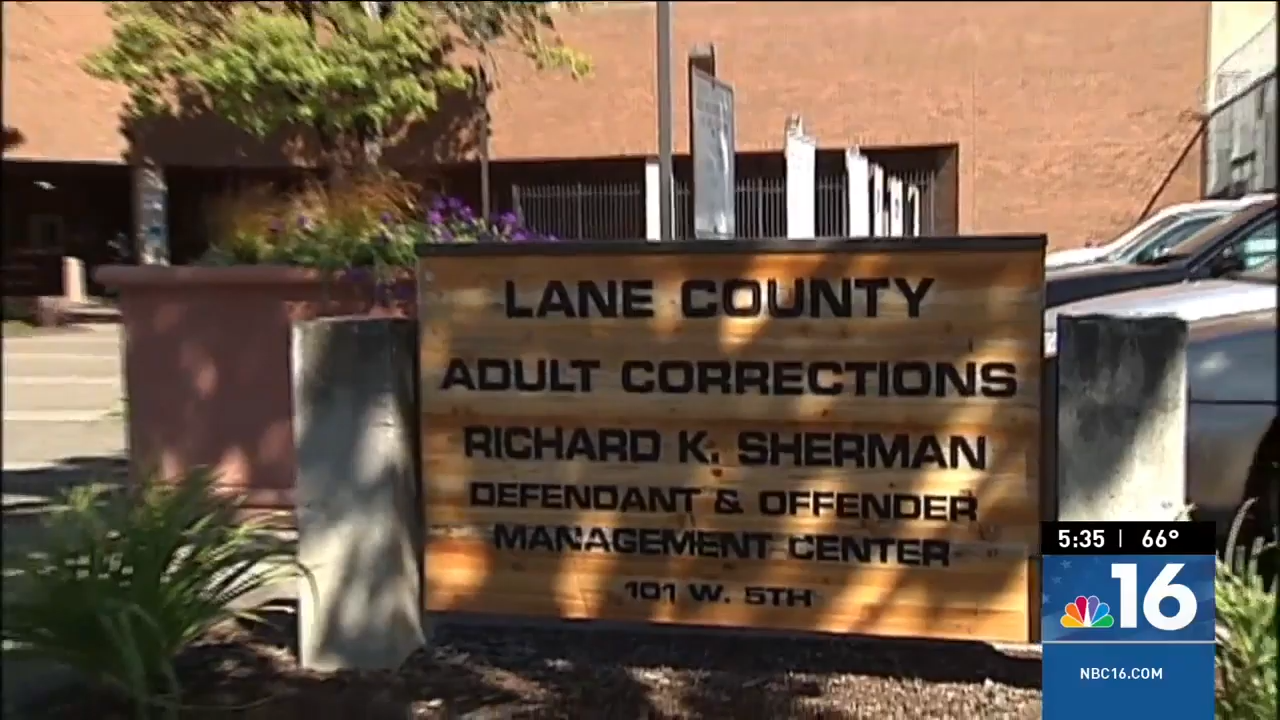 LANE COUNTY
ADULT CORRECTIONS
RICHARD K. SHERMAN
DEFENDANT & OFFENDER
MANAGEMENT CENTER
101 W. 5TH
5:35 | 66°
16
NBC16.COM